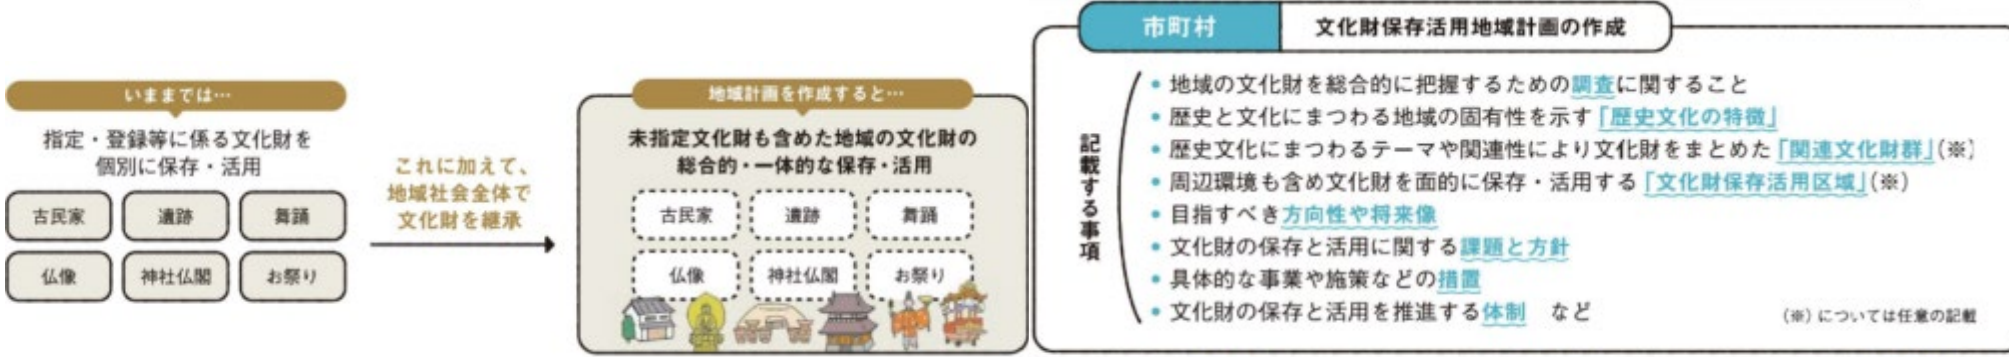 いままでは…
指定・登録等に係る文化財を
個別に保存・活用
古民家
遺跡
舞踊
仏像
神社仏閣
お祭り
これに加えて、
地域社会全体で
文化財を継承
地域計画を作成すると…
未指定文化財も含めた地域の文化財の
総合的・一体的な保存・活用
古民家
遺跡
舞踊
仏像
神社仏閣
お祭り
市町村
文化財保存活用地域計画の作成
記載する事項
• 地域の文化財を総合的に把握するための調査に関すること
• 歴史と文化にまつわる地域の固有性を示す「歴史文化の特徴」
• 歴史文化にまつわるテーマや関連性により文化財をまとめた「関連文化財群」(※)
• 周辺環境も含め文化財を面的に保存・活用する「文化財保存活用区域」(※)
• 目指すべき方向性や将来像
• 文化財の保存と活用に関する課題と方針
• 具体的な事業や施策などの措置
• 文化財の保存と活用を推進する体制 など
(※)については任意の記載